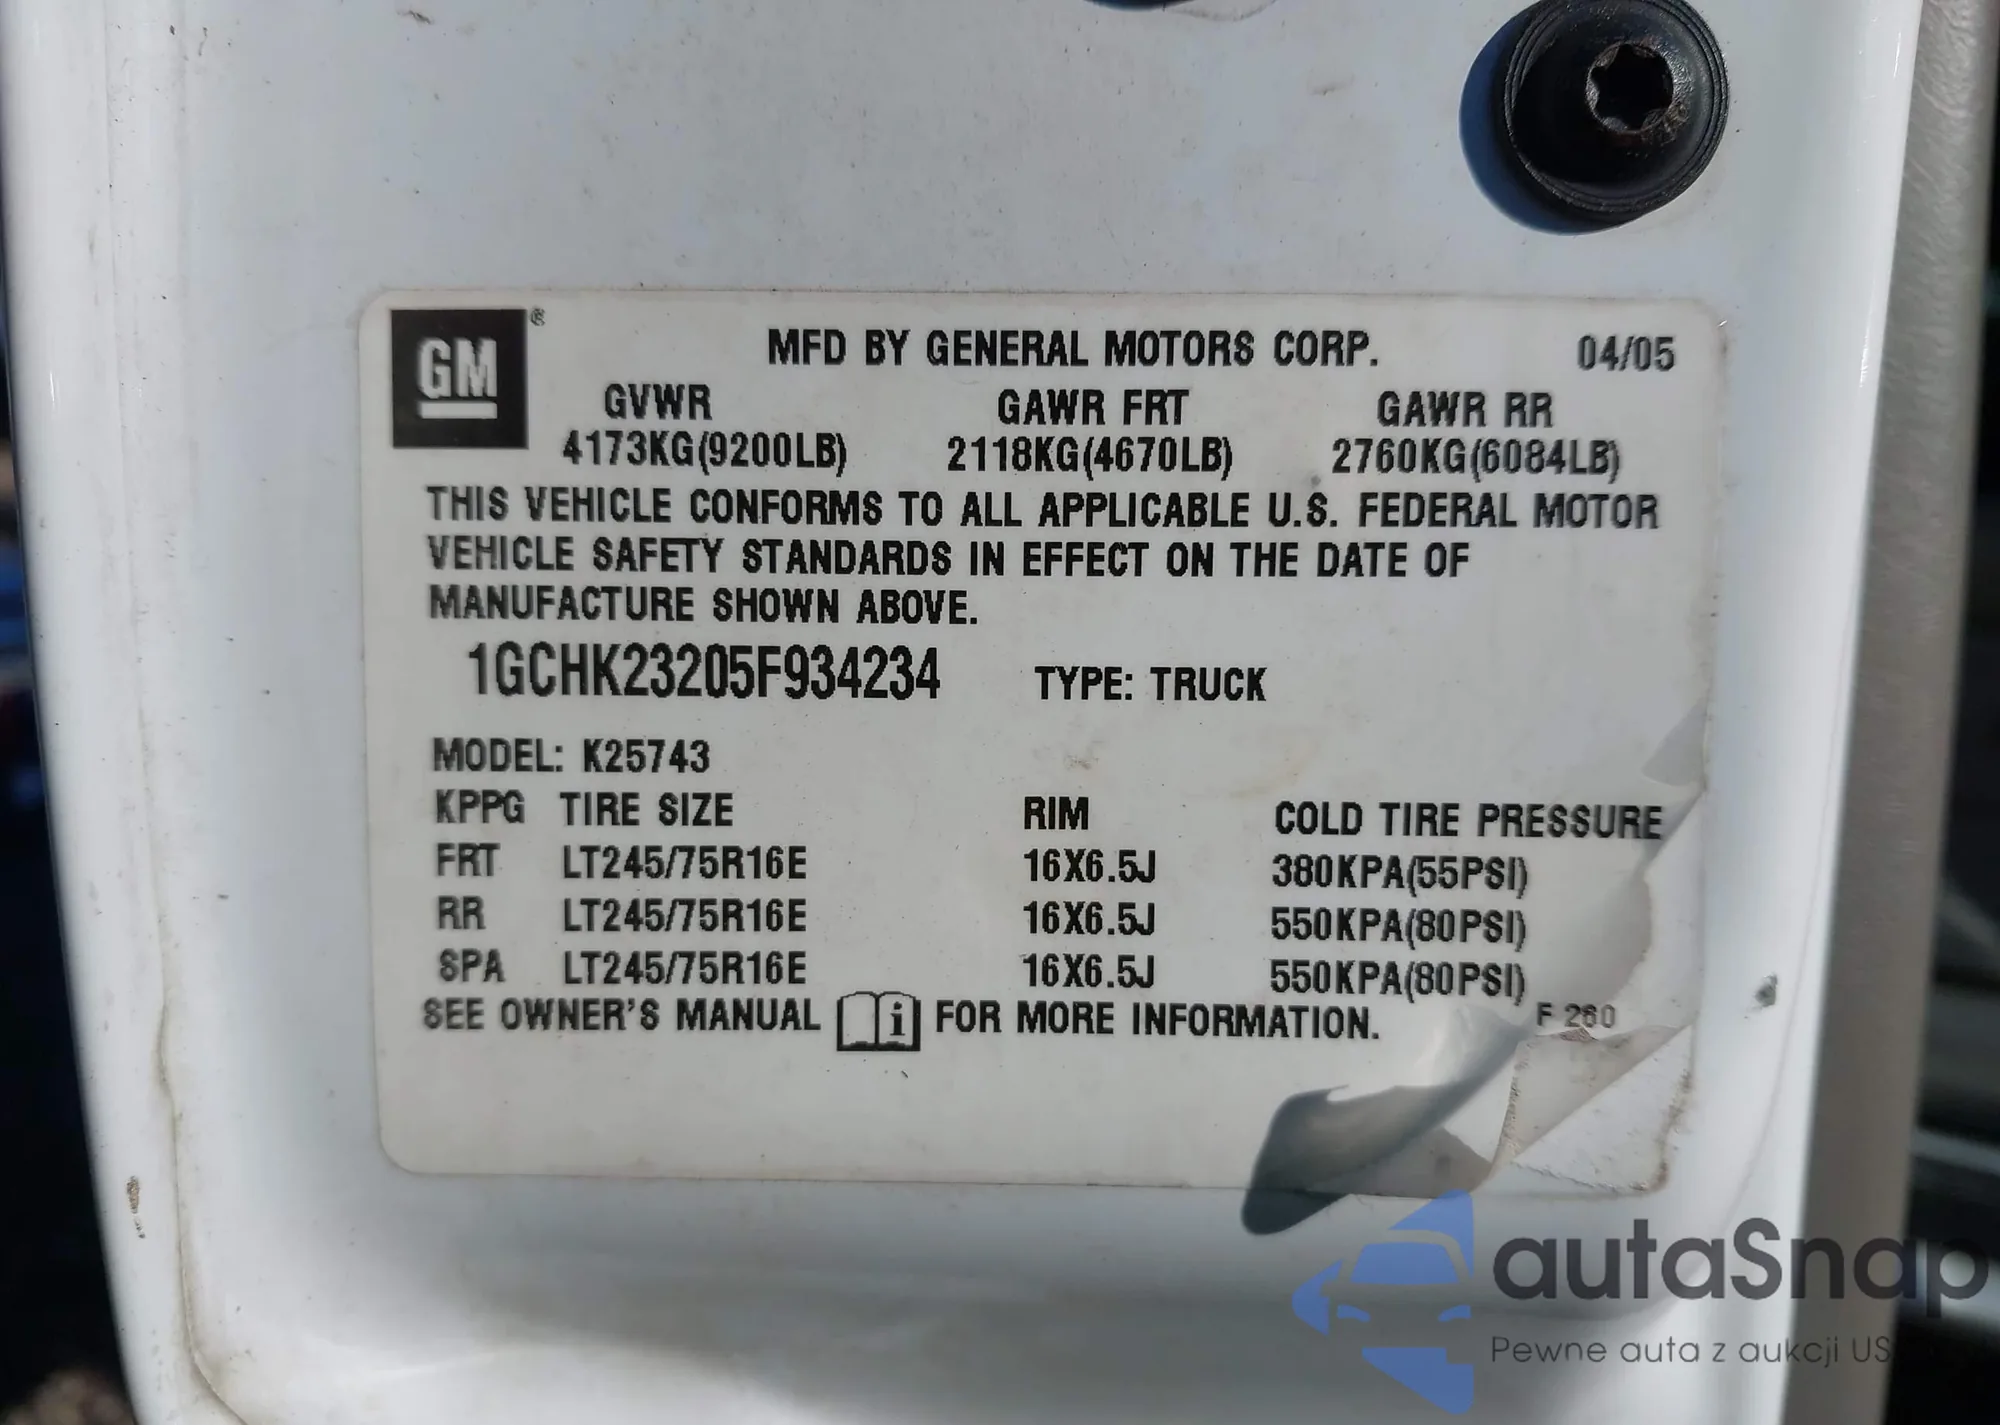 GM®
MFD BY GENERAL MOTORS CORP. 04/05
GVWR GAWR FRT GAWR RR
4173KG(9200LB) 2118KG(4670LB) 2760KG(6084LB)
THIS VEHICLE CONFORMS TO ALL APPLICABLE U.S. FEDERAL MOTOR
VEHICLE SAFETY STANDARDS IN EFFECT ON THE DATE OF
MANUFACTURE SHOWN ABOVE.
1GCHK23205F934234 TYPE: TRUCK
MODEL: K25743
KPPG TIRE SIZE RIM COLD TIRE PRESSURE
FRT LT245/75R16E 16X6.5J 380KPA(55PSI)
RR LT245/75R16E 16X6.5J 550KPA(80PSI)
SPA LT245/75R16E 16X6.5J 550KPA(80PSI)
SEE OWNER'S MANUAL i FOR MORE INFORMATION.
F 260
autaSnap
Pewne auta z aukcji US